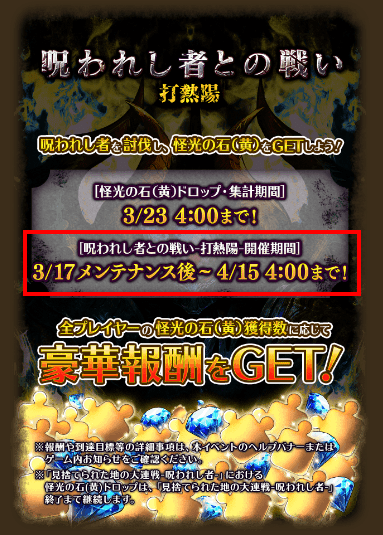 呪われし者との戦い
打熱陽
呪われし者を討伐し、怪光の石(黄)をGETしよう!
[怪光の石(黄)ドロップ・集計期間]
3/23 4:00まで!
[呪われし者との戦い-打熱陽-開催期間]
3/17メンテナンス後~4/15 4:00まで!
全プレイヤーの怪光の石(黄)獲得数に応じて
豪華報酬をGET!
※報酬や到達目標等の詳細事項は、本イベントのヘルプバナーまたは
ゲーム内お知らせをご確認ください。
※「見捨てられた地の大連戦-呪われし者-」における
怪光の石(黄)ドロップは、「見捨てられた地の大連戦-呪われし者-」
終了まで継続します。